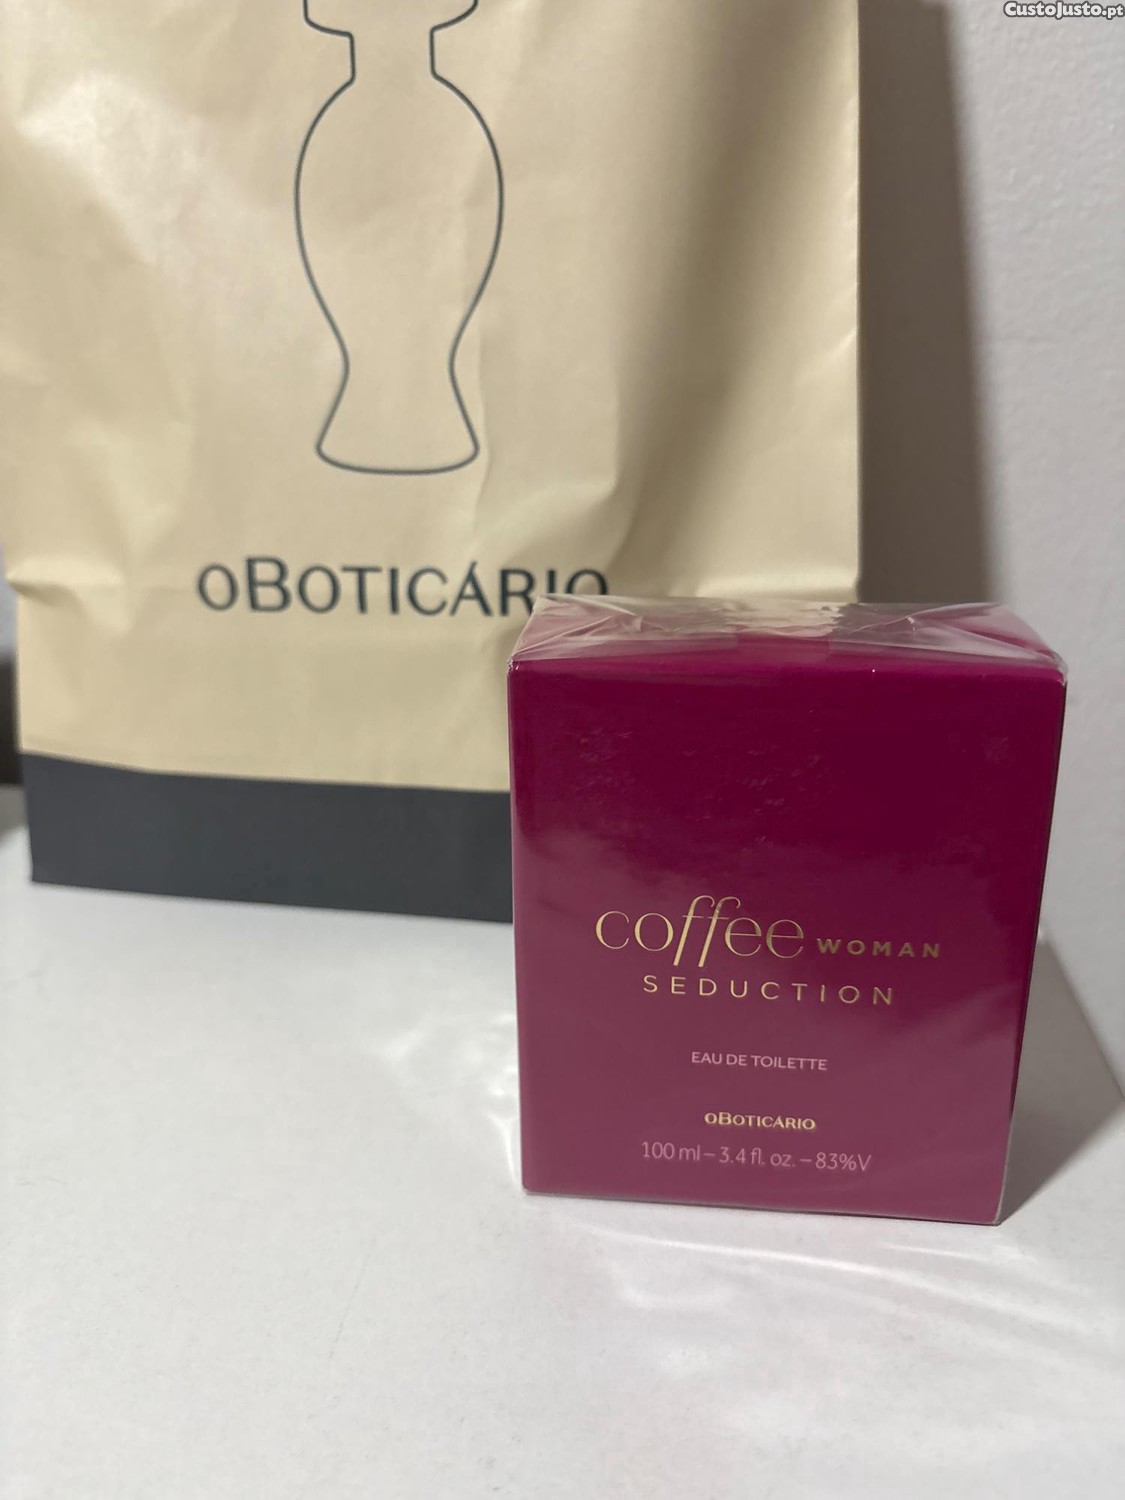 CustoJusto.pt
oBOTICÁRIO
coffee WOMAN
SEDUCTION
EAU DE TOILETTE
oBOTICÁRIO
100 ml – 3.4 fl. oz. – 83%V